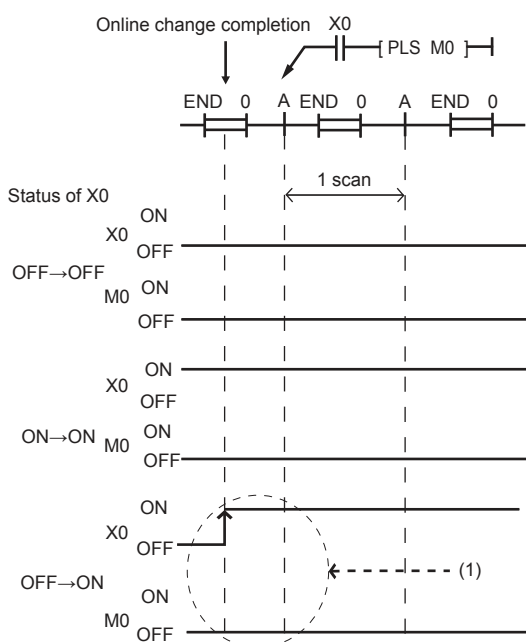 Online change completion
X0
[ PLS M0 ]
END 0 A END 0 A END 0
Status of X0
1 scan
ON
X0
OFF
OFF→OFF
ON
M0
OFF
ON
X0
OFF
ON→ON
ON
M0
OFF
ON
X0
OFF
(1)
OFF→ON
ON
M0
OFF